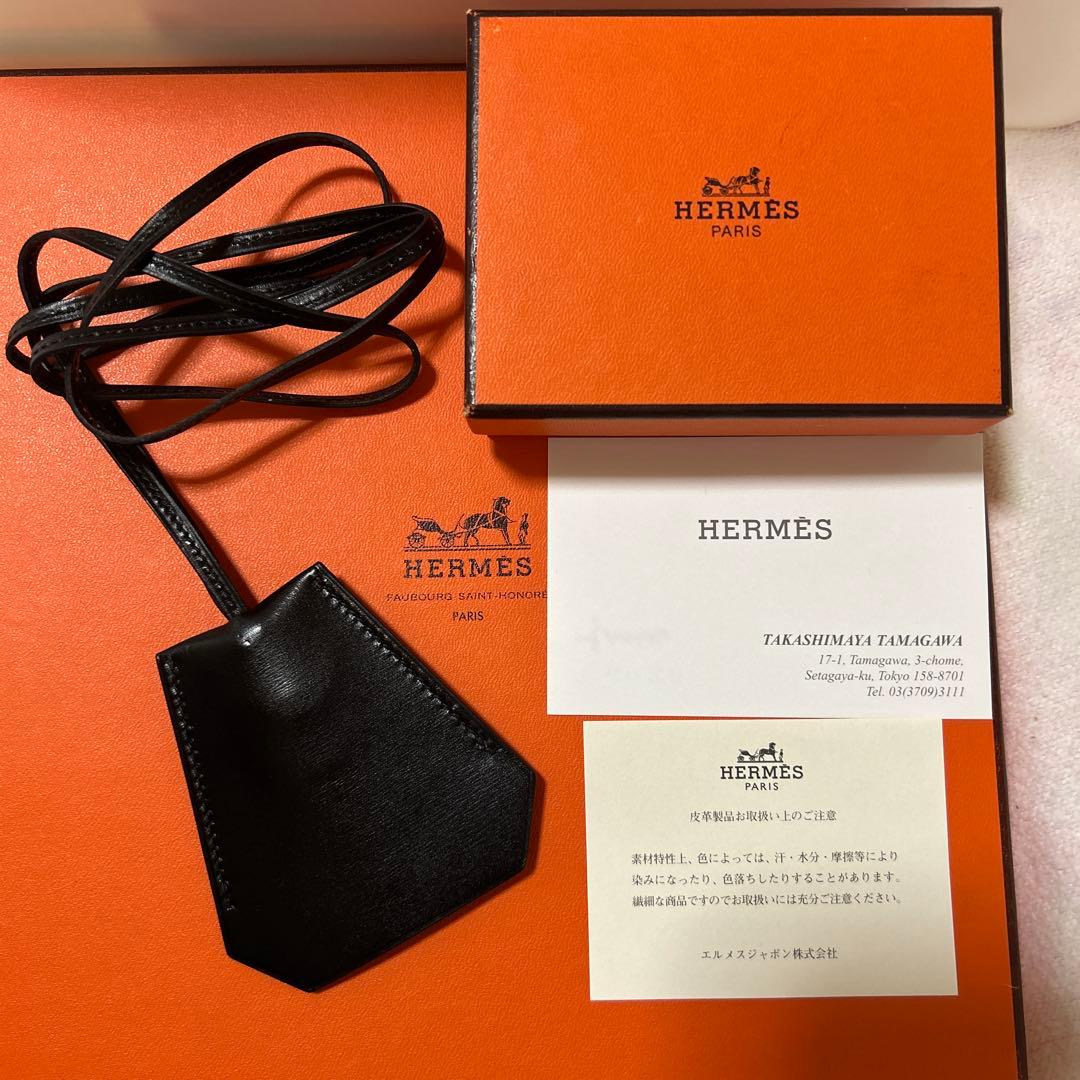 HERMÈS
PARIS
HERMÈS
FAUBOURG SAINT-HONORÉ
PARIS
HERMÈS
TAKASHIMAYA TAMAGAWA
17-1, Tamagawa, 3-chome,
Setagaya-ku, Tokyo 158-8701
Tel. 03(3709)3111
HERMÈS
PARIS
皮革製品お取扱い上のご注意
素材特性上、色によっては、汗・水分・摩擦等により
染みになったり、色落ちしたりすることがあります。
繊細な商品ですのでお取扱いには充分ご注意ください。
エルメスジャポン株式会社